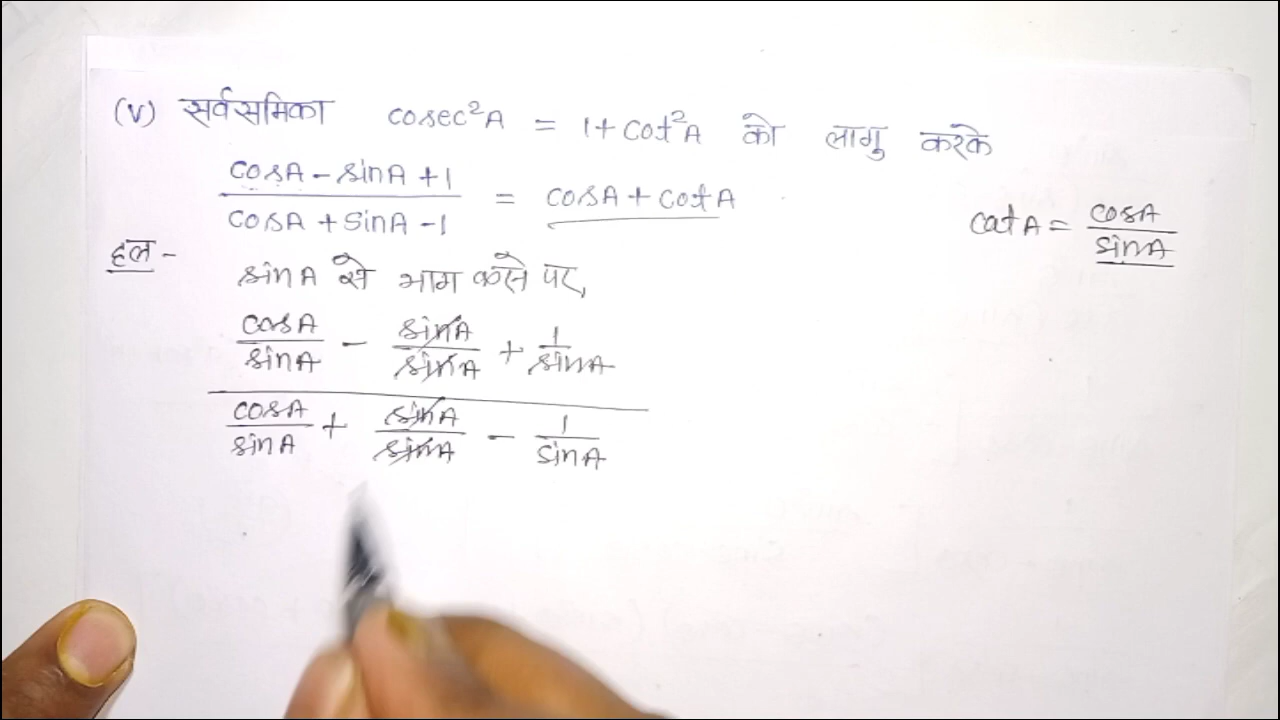 (V) सर्वसमिका cosec²A = 1 + cot²A को लागु करके
cosA - sinA + 1 / cosA + sinA - 1 = cosA + cotA
catA = cosA / sinA
हल -
sinA से भाग करने पर,
cosA / sinA - sinA / sinA + 1 / sinA
cosA / sinA + sinA / sinA - 1 / sinA